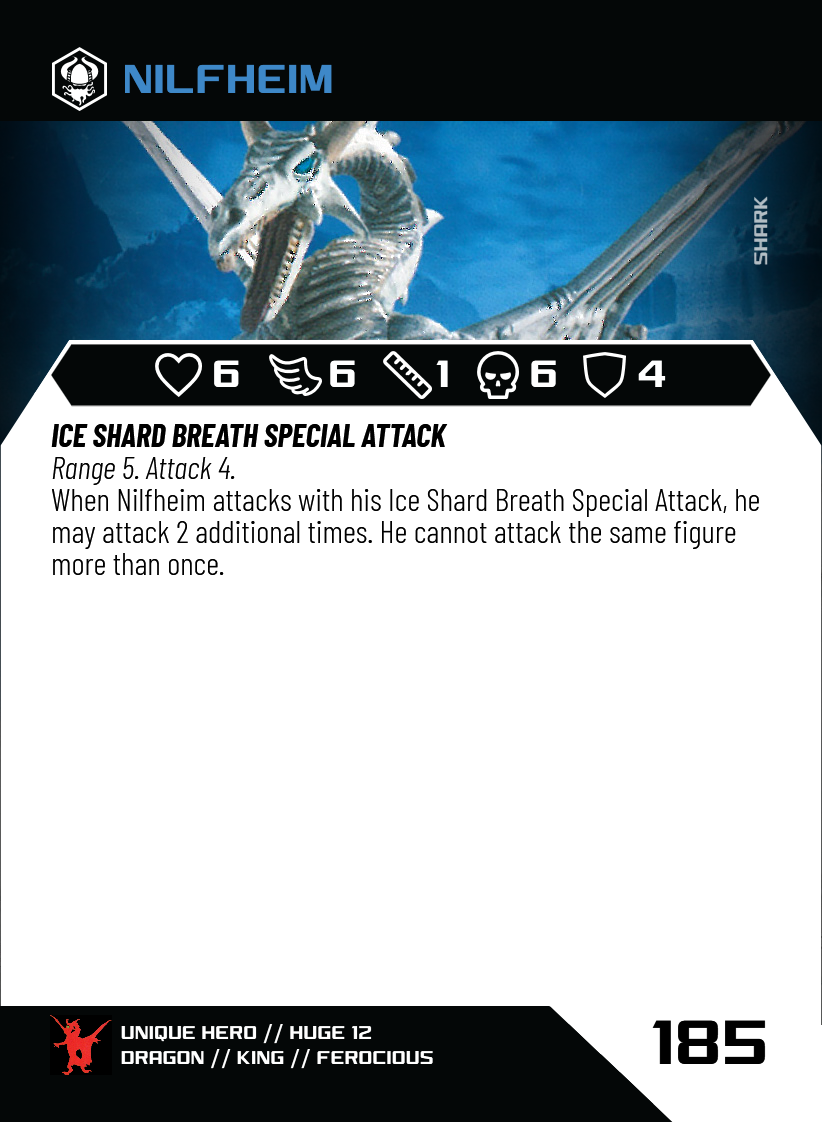 NILFHEIM
SHARK
6 6 1 6 4
ICE SHARD BREATH SPECIAL ATTACK
Range 5. Attack 4.
When Nilfheim attacks with his Ice Shard Breath Special Attack, he
may attack 2 additional times. He cannot attack the same figure
more than once.
UNIQUE HERO // HUGE 12
DRAGON // KING // FEROCIOUS
185